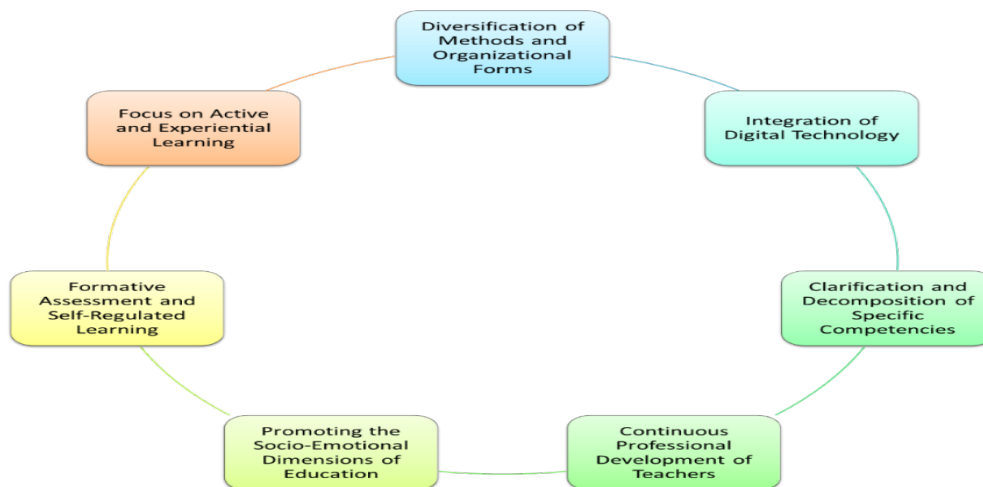 Diversification of
Methods and
Organizational
Forms
Integration of
Digital Technology
Clarification and
Decomposition of
Specific
Competencies
Continuous
Professional
Development of
Teachers
Promoting the
Socio-Emotional
Dimensions of
Education
Formative
Assessment and
Self-Regulated
Learning
Focus on Active
and Experiential
Learning